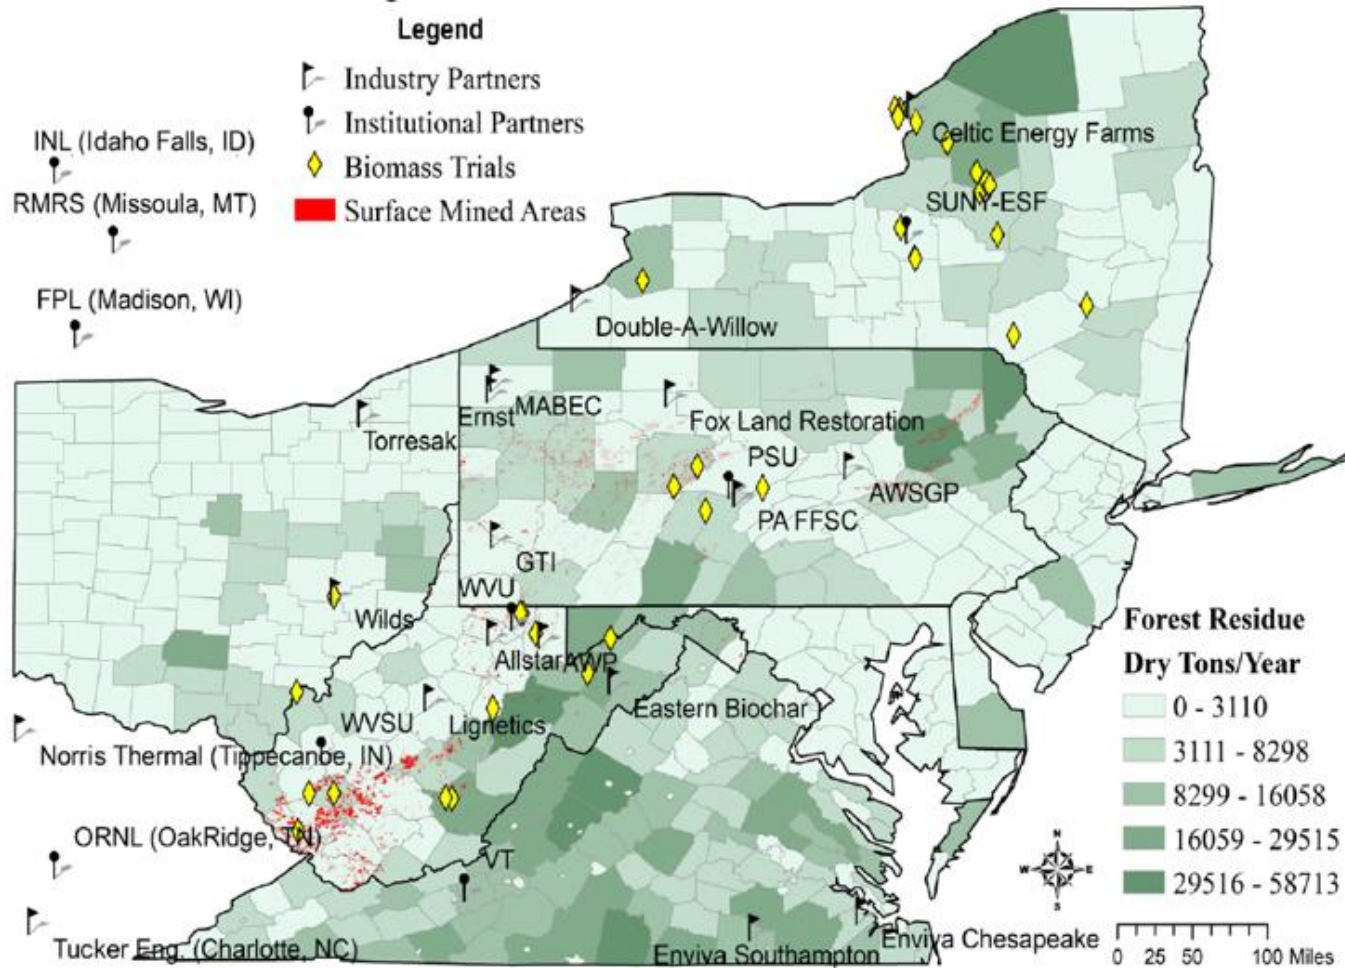 Legend
Industry Partners
Institutional Partners
Biomass Trials
Surface Mined Areas
INL (Idaho Falls, ID)
RMRS (Missoula, MT)
FPL (Madison, WI)
Celtic Energy Farms
SUNY-ESF
Double-A-Willow
Ernst
MABEC
Torresak
Fox Land Restoration
PSU
AWSGP
PA FFSC
GTI
WVU
Wilds
Allstar
AWP
Eastern Biochar
WVSU
Lignetics
Norris Thermal (Tippecanoe, IN)
ORNL (OakRidge, TN)
VT
Tucker Eng. (Charlotte, NC)
Enviva Southampton
Enviva Chesapeake
Forest Residue
Dry Tons/Year
0 - 3110
3111 - 8298
8299 - 16058
16059 - 29515
29516 - 58713
N
W
E
S
0 25 50 100 Miles